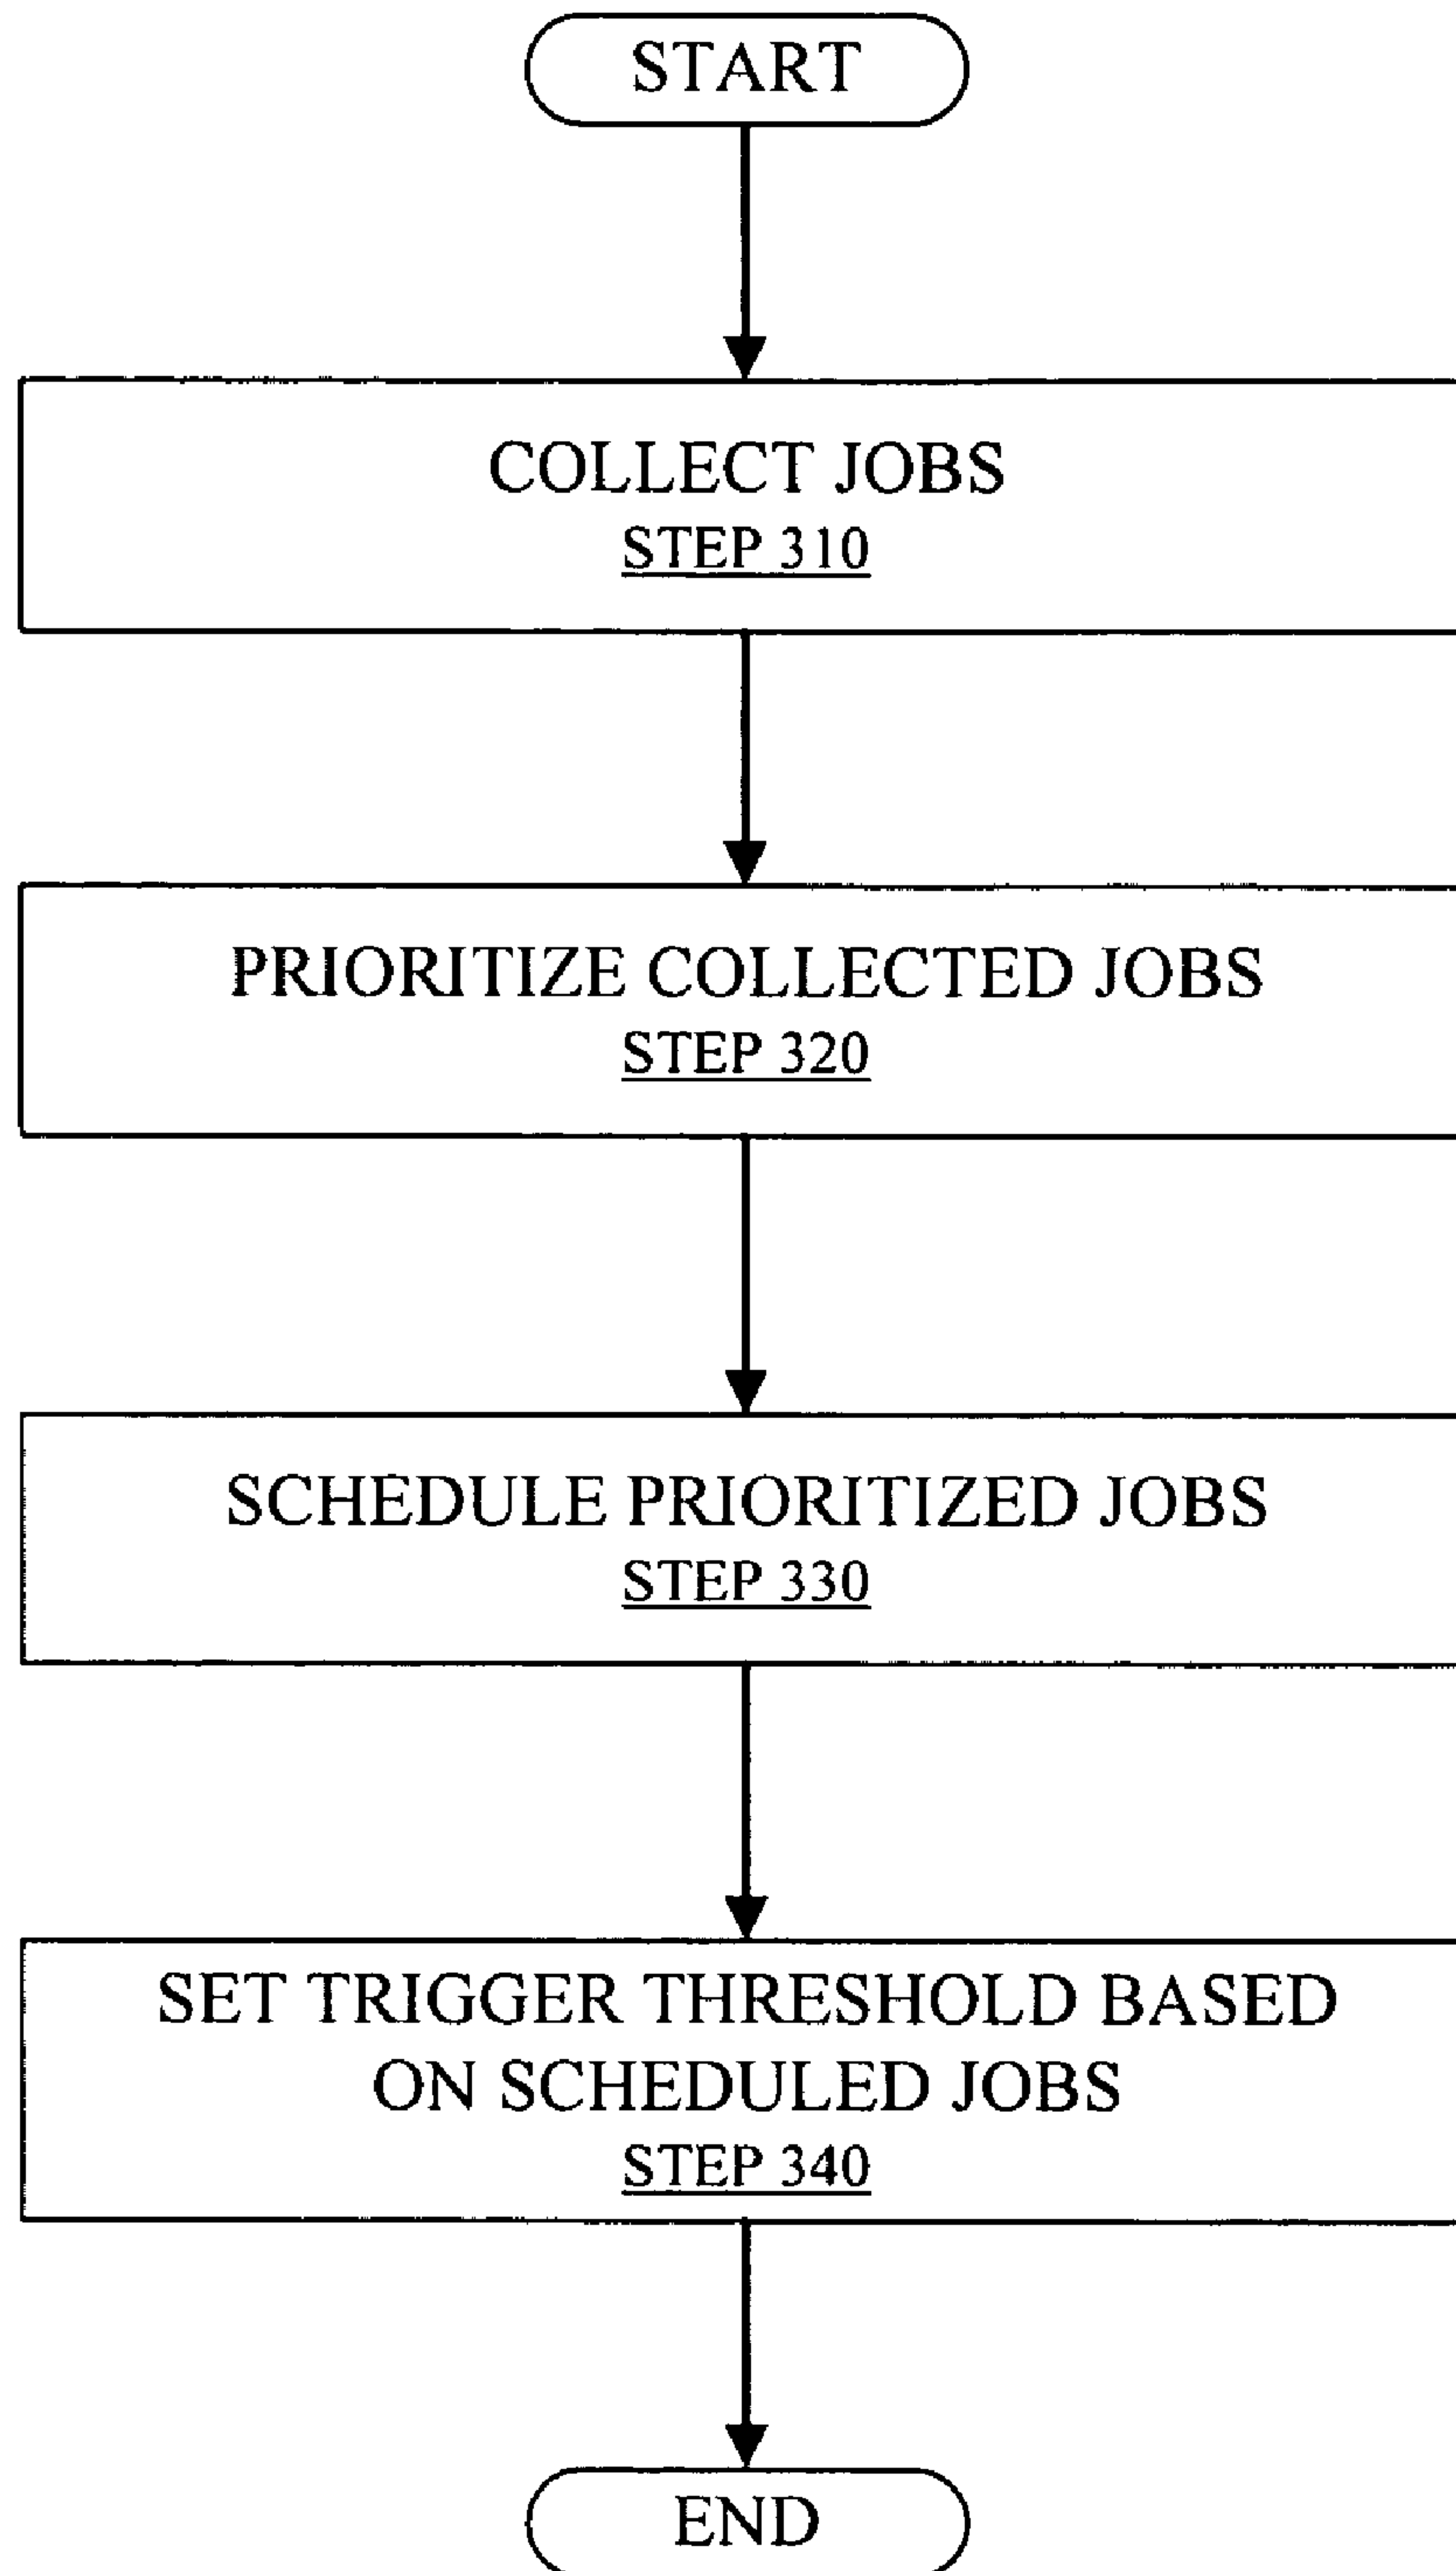 START
COLLECT JOBS
STEP 310
PRIORITIZE COLLECTED JOBS
STEP 320
SCHEDULE PRIORITIZED JOBS
STEP 330
SET TRIGGER THRESHOLD BASED
ON SCHEDULED JOBS
STEP 340
END